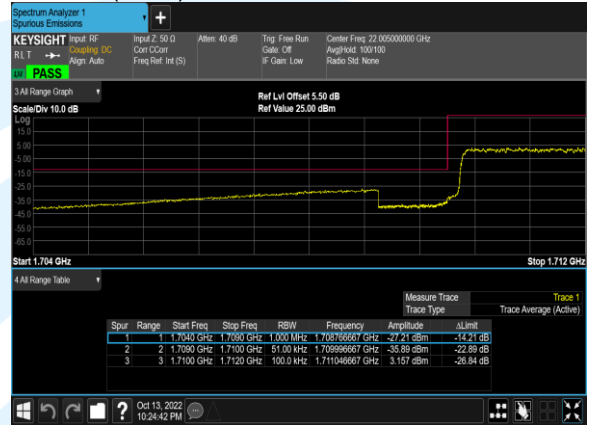 Spectrum Analyzer 1
Spurious Emissions
KEYSIGHT Input: RF Input Z: 50 Ω Atten: 40 dB Trig: Free Run Center Freq: 22.005000000 GHz
RLT Coupling: DC Corr CCorr Gate: Off Avg|Hold: 100/100
Align: Auto Freq Ref: Int (S) IF Gain: Low Radio Std: None
PASS
3 All Range Graph
Ref Lvl Offset 5.50 dB
Scale/Div 10.0 dB Ref Value 25.00 dBm
Log
15.0
5.00
-5.00
-15.0
-25.0
-35.0
-45.0
-55.0
-65.0
Start 1.704 GHz Stop 1.712 GHz
4 All Range Table
Measure Trace Trace 1
Trace Type Trace Average (Active)
Spur Range Start Freq Stop Freq RBW Frequency Amplitude ΔLimit
1 1 1.7040 GHz 1.7090 GHz 1.000 MHz 1.708766667 GHz -27.21 dBm -14.21 dB
2 2 1.7090 GHz 1.7100 GHz 51.00 kHz 1.709996667 GHz -35.89 dBm -22.89 dB
3 3 1.7100 GHz 1.7120 GHz 100.0 kHz 1.711046667 GHz 3.157 dBm -26.84 dB
Oct 13, 2022
10:24:42 PM